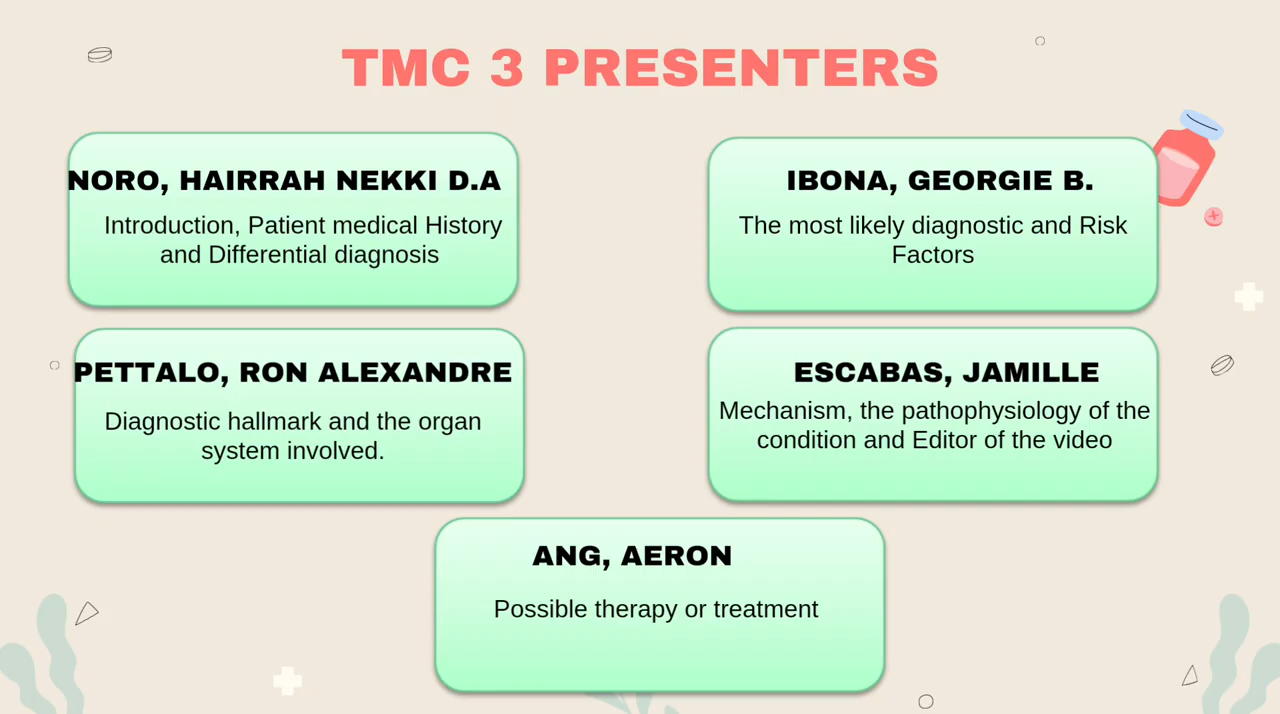 TMC 3 PRESENTERS
NORO, HAIRRAH NEKKI D.A
Introduction, Patient medical History
and Differential diagnosis
IBONA, GEORGIE B.
The most likely diagnostic and Risk
Factors
PETTALO, RON ALEXANDRE
Diagnostic hallmark and the organ
system involved.
ESCABAS, JAMILLE
Mechanism, the pathophysiology of the
condition and Editor of the video
ANG, AERON
Possible therapy or treatment